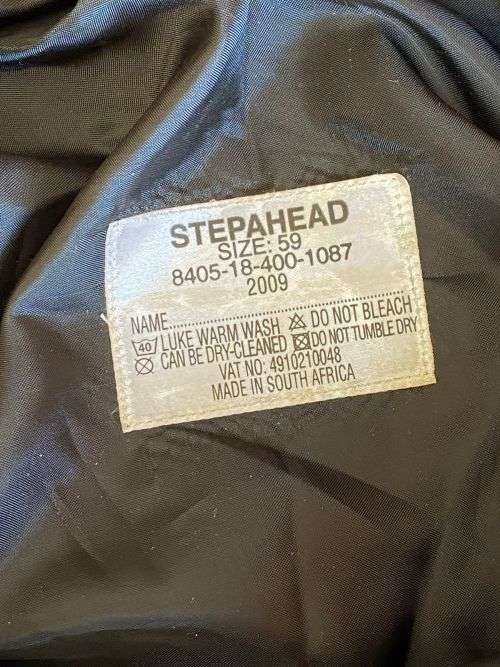 STEPAHEAD
SIZE: 59
8405-18-400-1087
2009
NAME..............................................
40 LUKE WARM WASH DO NOT BLEACH
CAN BE DRY-CLEANED DO NOT TUMBLE DRY
VAT NO: 4910210048
MADE IN SOUTH AFRICA